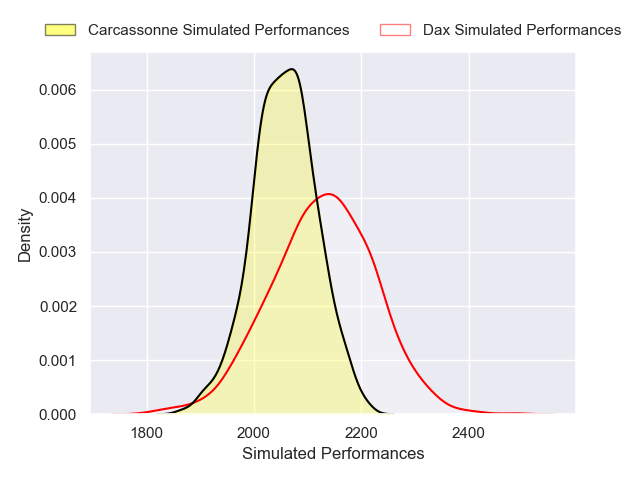 Carcassonne Simulated Performances
Dax Simulated Performances
0.006
0.005
0.004
0.003
0.002
0.001
0.000
Density
1800
2000
2200
2400
Simulated Performances